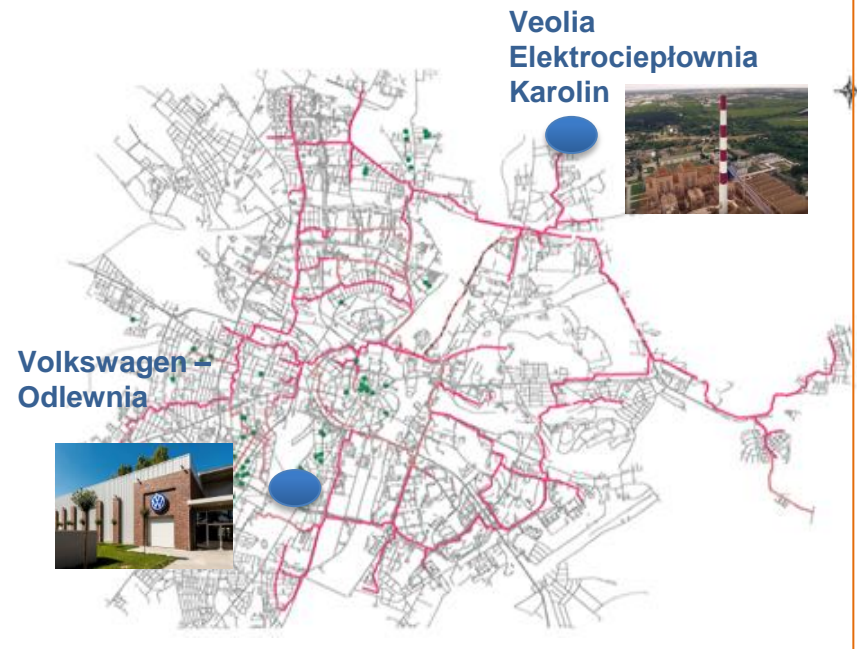 Veolia
Elektrociepłownia
Karolin
Volkswagen –
Odlewnia